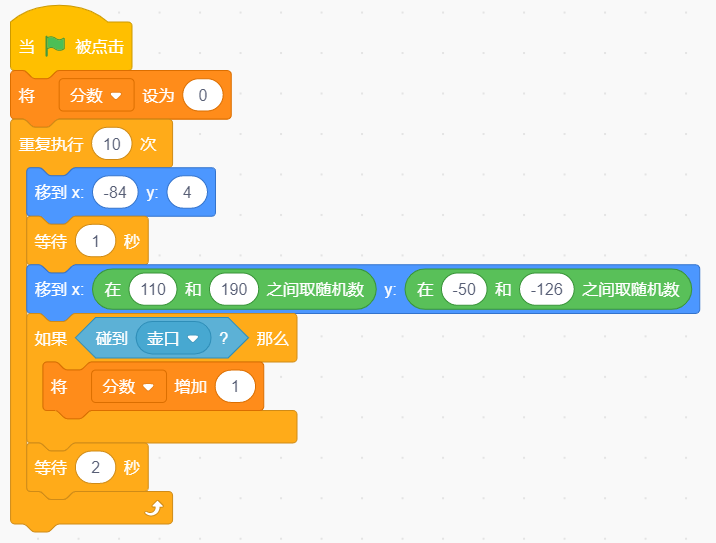 当 被点击
将 分数 设为 0
重复执行 10 次
移到 x: -84 y: 4
等待 1 秒
移到 x: 在 110 和 190 之间取随机数 y: 在 -50 和 -126 之间取随机数
如果 碰到 壶口 ? 那么
将 分数 增加 1
等待 2 秒